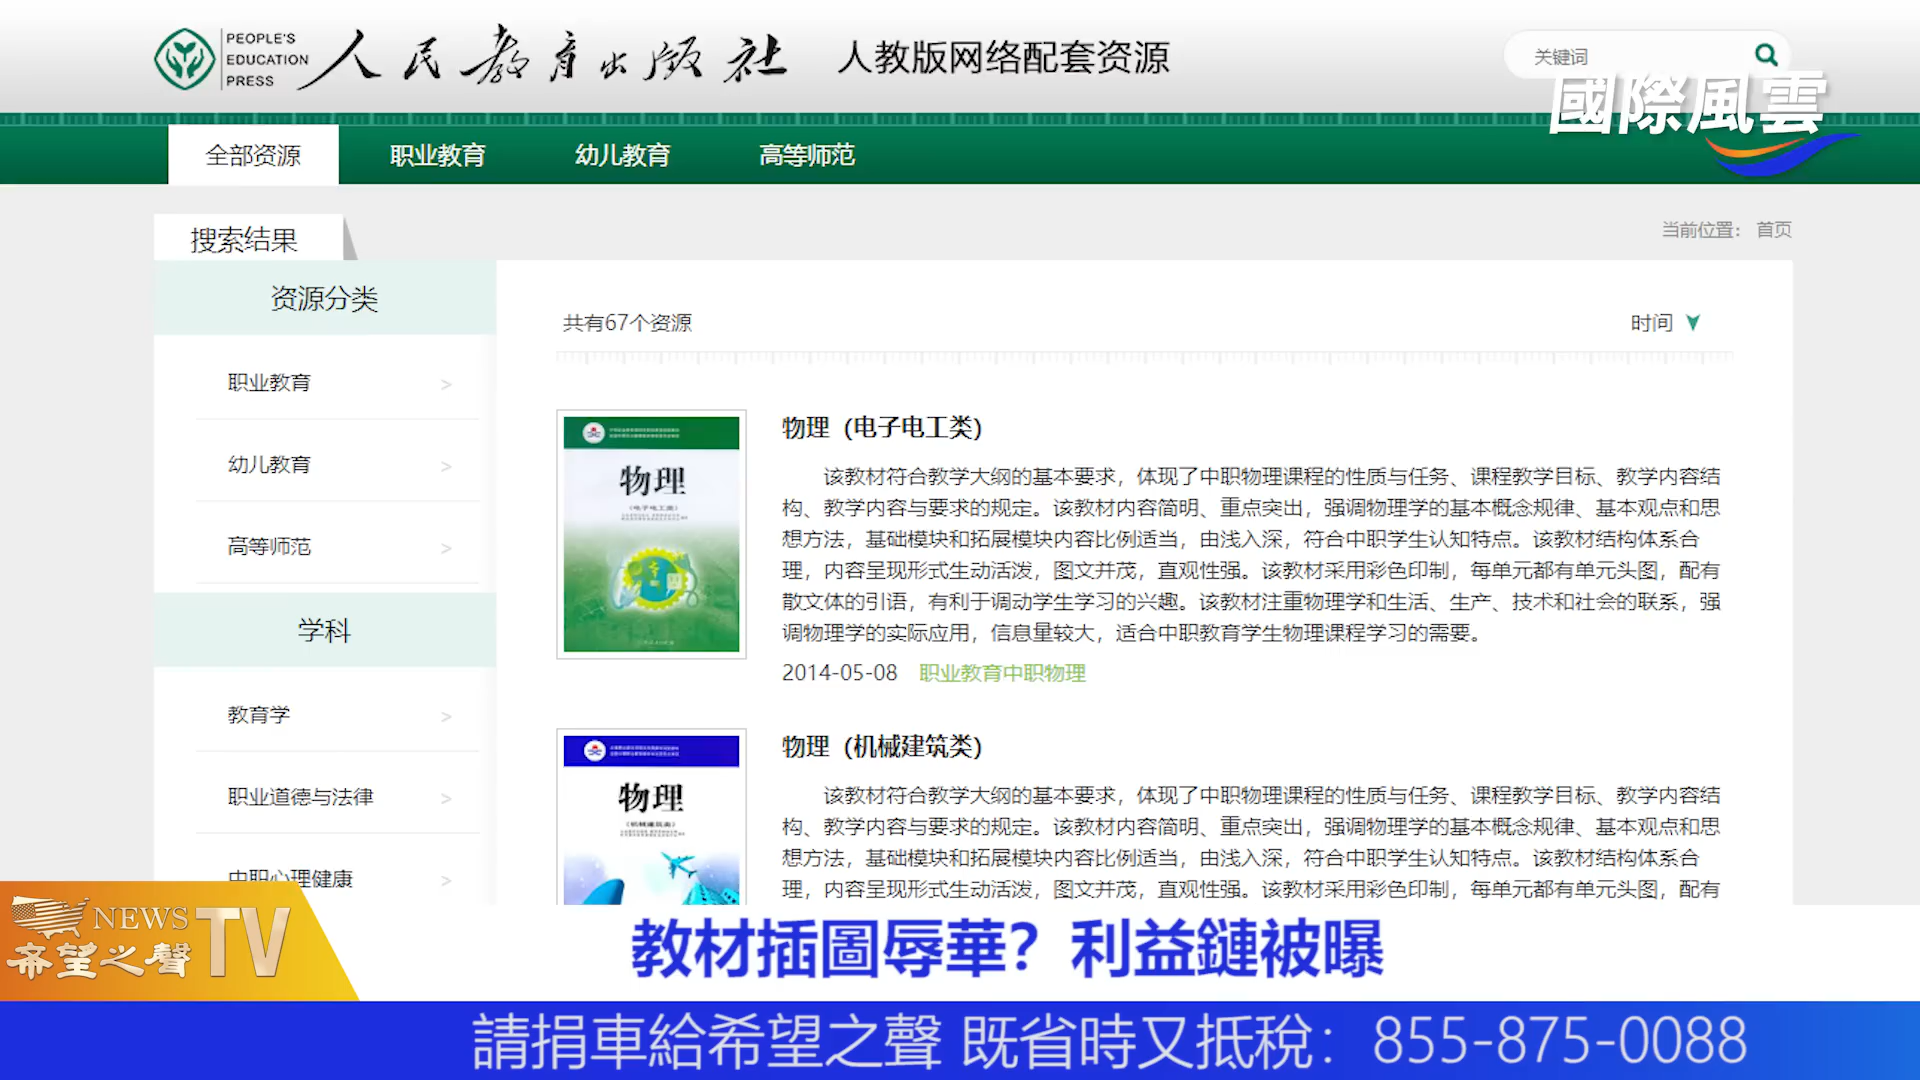 PEOPLE'S
EDUCATION
PRESS
人民教育出版社
人教版网络配套资源
关键词
國際風雲
全部资源
职业教育
幼儿教育
高等师范
搜索结果
当前位置： 首页
资源分类
职业教育 >
幼儿教育 >
高等师范 >
学科
教育学 >
职业道德与法律 >
中职心理健康 >
共有67个资源
时间
物理
（电子电工类）
物理（电子电工类)
该教材符合教学大纲的基本要求，体现了中职物理课程的性质与任务、课程教学目标、教学内容结
构、教学内容与要求的规定。该教材内容简明、重点突出，强调物理学的基本概念规律、基本观点和思
想方法，基础模块和拓展模块内容比例适当，由浅入深，符合中职学生认知特点。该教材结构体系合
理，内容呈现形式生动活泼，图文并茂，直观性强。该教材采用彩色印制，每单元都有单元头图，配有
散文体的引语，有利于调动学生学习的兴趣。该教材注重物理学和生活、生产、技术和社会的联系，强
调物理学的实际应用，信息量较大，适合中职教育学生物理课程学习的需要。
2014-05-08 职业教育中职物理
物理
（机械建筑类）
物理（机械建筑类)
该教材符合教学大纲的基本要求，体现了中职物理课程的性质与任务、课程教学目标、教学内容结
构、教学内容与要求的规定。该教材内容简明、重点突出，强调物理学的基本概念规律、基本观点和思
想方法，基础模块和拓展模块内容比例适当，由浅入深，符合中职学生认知特点。该教材结构体系合
理，内容呈现形式生动活泼，图文并茂，直观性强。该教材采用彩色印制，每单元都有单元头图，配有
NEWS
希望之聲
TV
教材插圖辱華？利益鏈被曝
請捐車給希望之聲 既省時又抵稅：855-875-0088